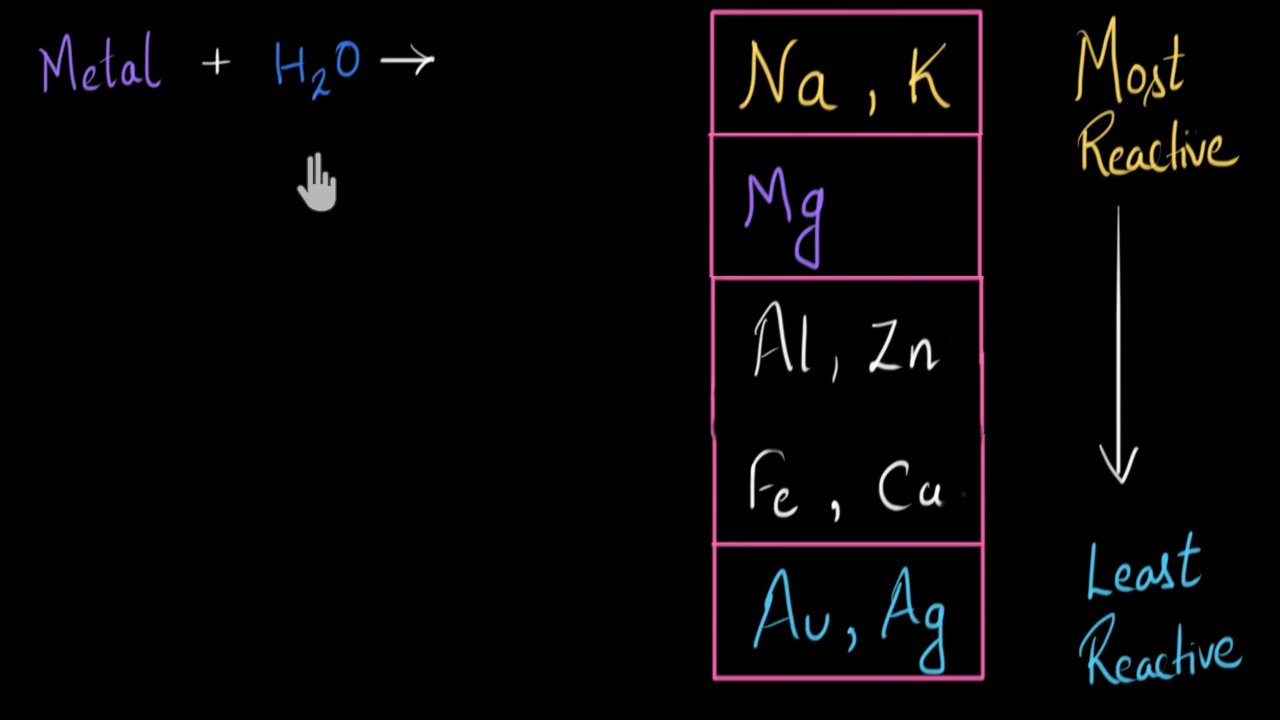 Metal + H₂O →
Na, K
Mg
Al, Zn
Fe, Cu
Au, Ag
Most
Reactive
Least
Reactive